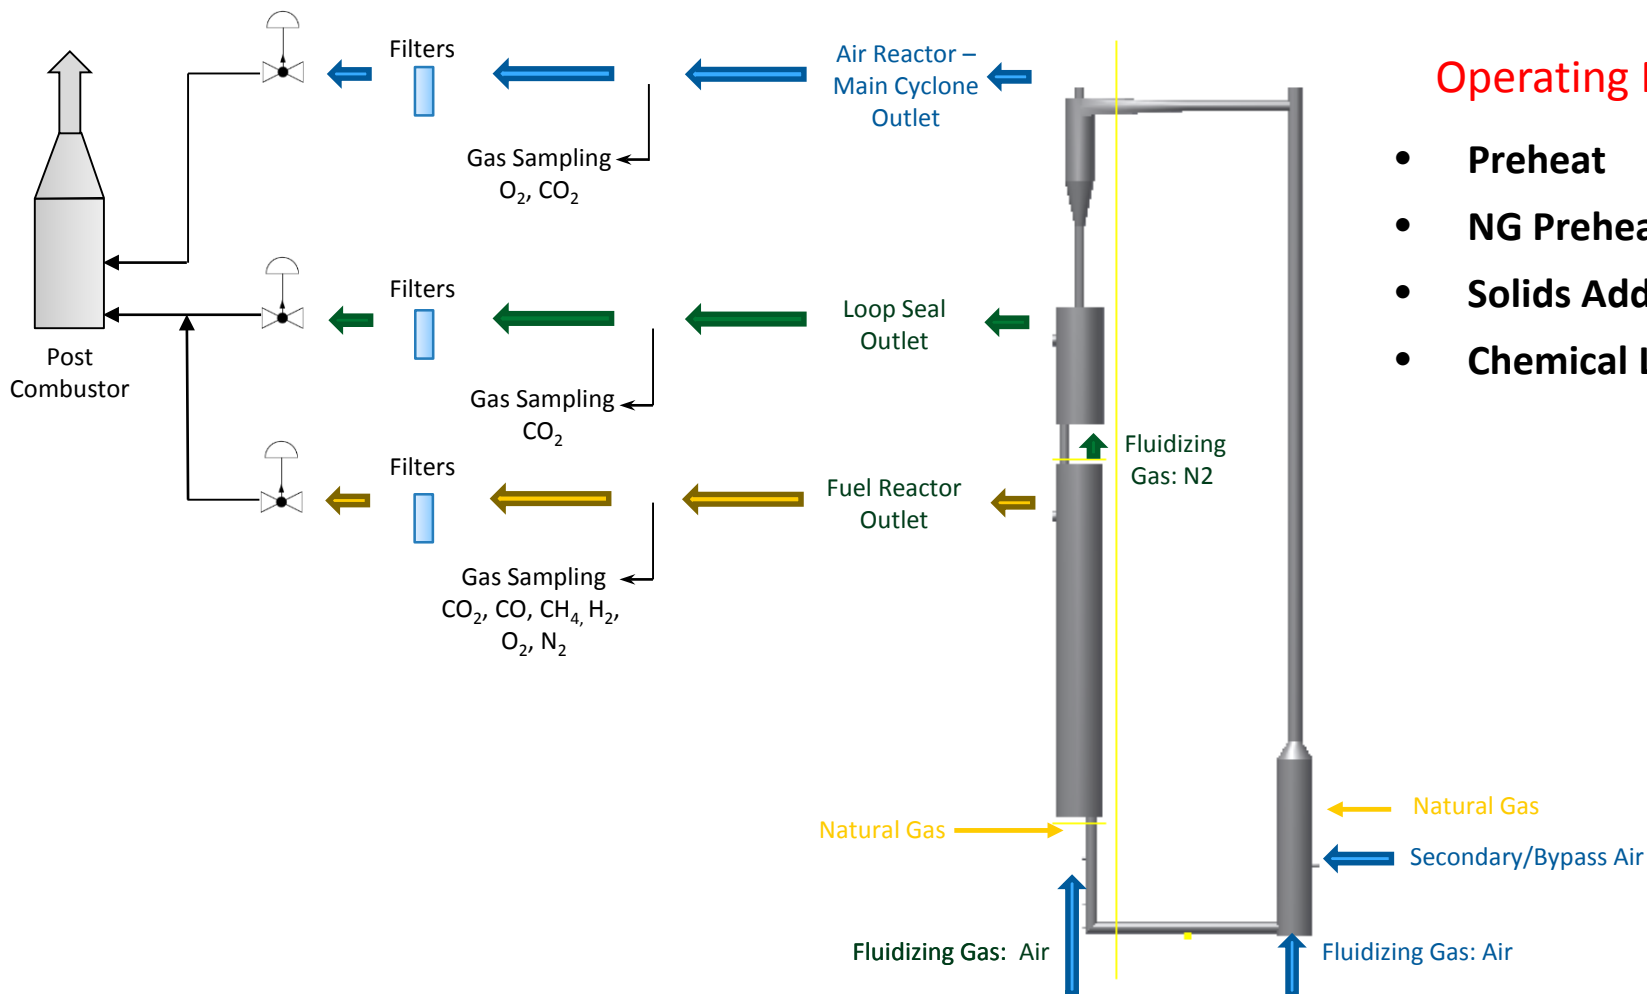 Operating
Preheat
NG
Solids
Chemical
Filters
Air Reactor –
Main Cyclone
Outlet
Gas Sampling
O₂, CO₂
Filters
Loop Seal
Outlet
Gas Sampling
CO₂
Post
Combustor
Fluidizing
Gas: N2
Filters
Fuel Reactor
Outlet
Gas Sampling
CO₂, CO, CH₄, H₂,
O₂, N₂
Natural Gas
Natural Gas
Secondary/Bypass Air
Fluidizing Gas: Air
Fluidizing Gas: Air